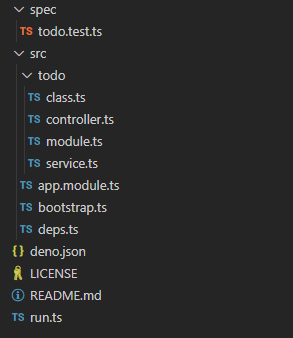 spec
TS todo.test.ts
src
todo
TS class.ts
TS controller.ts
TS module.ts
TS service.ts
TS app.module.ts
TS bootstrap.ts
TS deps.ts
{} deno.json
LICENSE
README.md
TS run.ts